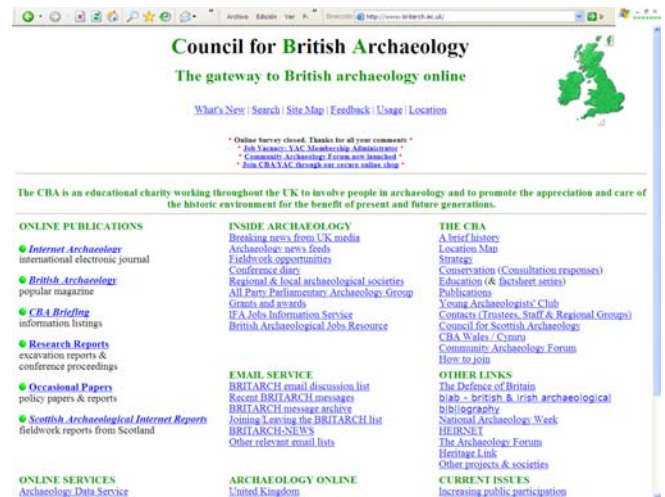 Archivo Edición Ver
Dirección http://www.britarch.ac.uk/
Ir
Council for British Archaeology
The gateway to British archaeology online
What's New | Search | Site Map | Feedback | Usage | Location
* Online Survey closed. Thanks for all your comments *
* Job Vacancy: YAC Membership Administrator *
* Community Archaeology Forum now launched *
* Join CBA/YAC through our secure online shop *
The CBA is an educational charity working throughout the UK to involve people in archaeology and to promote the appreciation and care of
the historic environment for the benefit of present and future generations.
ONLINE PUBLICATIONS
Internet Archaeology
international electronic journal
British Archaeology
popular magazine
CBA Briefing
information listings
Research Reports
excavation reports &
conference proceedings
Occasional Papers
policy papers & reports
Scottish Archaeological Internet Reports
fieldwork reports from Scotland
INSIDE ARCHAEOLOGY
Breaking news from UK media
Archaeology news feeds
Fieldwork opportunities
Conference diary
Regional & local archaeological societies
All Party Parliamentary Archaeology Group
Grants and awards
IFA Jobs Information Service
British Archaeological Jobs Resource
THE CBA
A brief history
Location Map
Strategy
Conservation (Consultation responses)
Education (& factsheet series)
Publications
Young Archaeologists' Club
Contacts (Trustees, Staff & Regional Groups)
Council for Scottish Archaeology
CBA Wales / Cymru
Community Archaeology Forum
How to join
EMAIL SERVICE
BRITARCH email discussion list
Recent BRITARCH messages
BRITARCH message archive
Joining/Leaving the BRITARCH list
BRITARCH-NEWS
Other relevant email lists
OTHER LINKS
The Defence of Britain
biab - british & irish archaeological
bibliography
National Archaeology Week
HEIRNET
The Archaeology Forum
Heritage Link
Other projects & societies
ONLINE SERVICES
Archaeology Data Service
ARCHAEOLOGY ONLINE
United Kingdom
CURRENT ISSUES
Increasing public participation